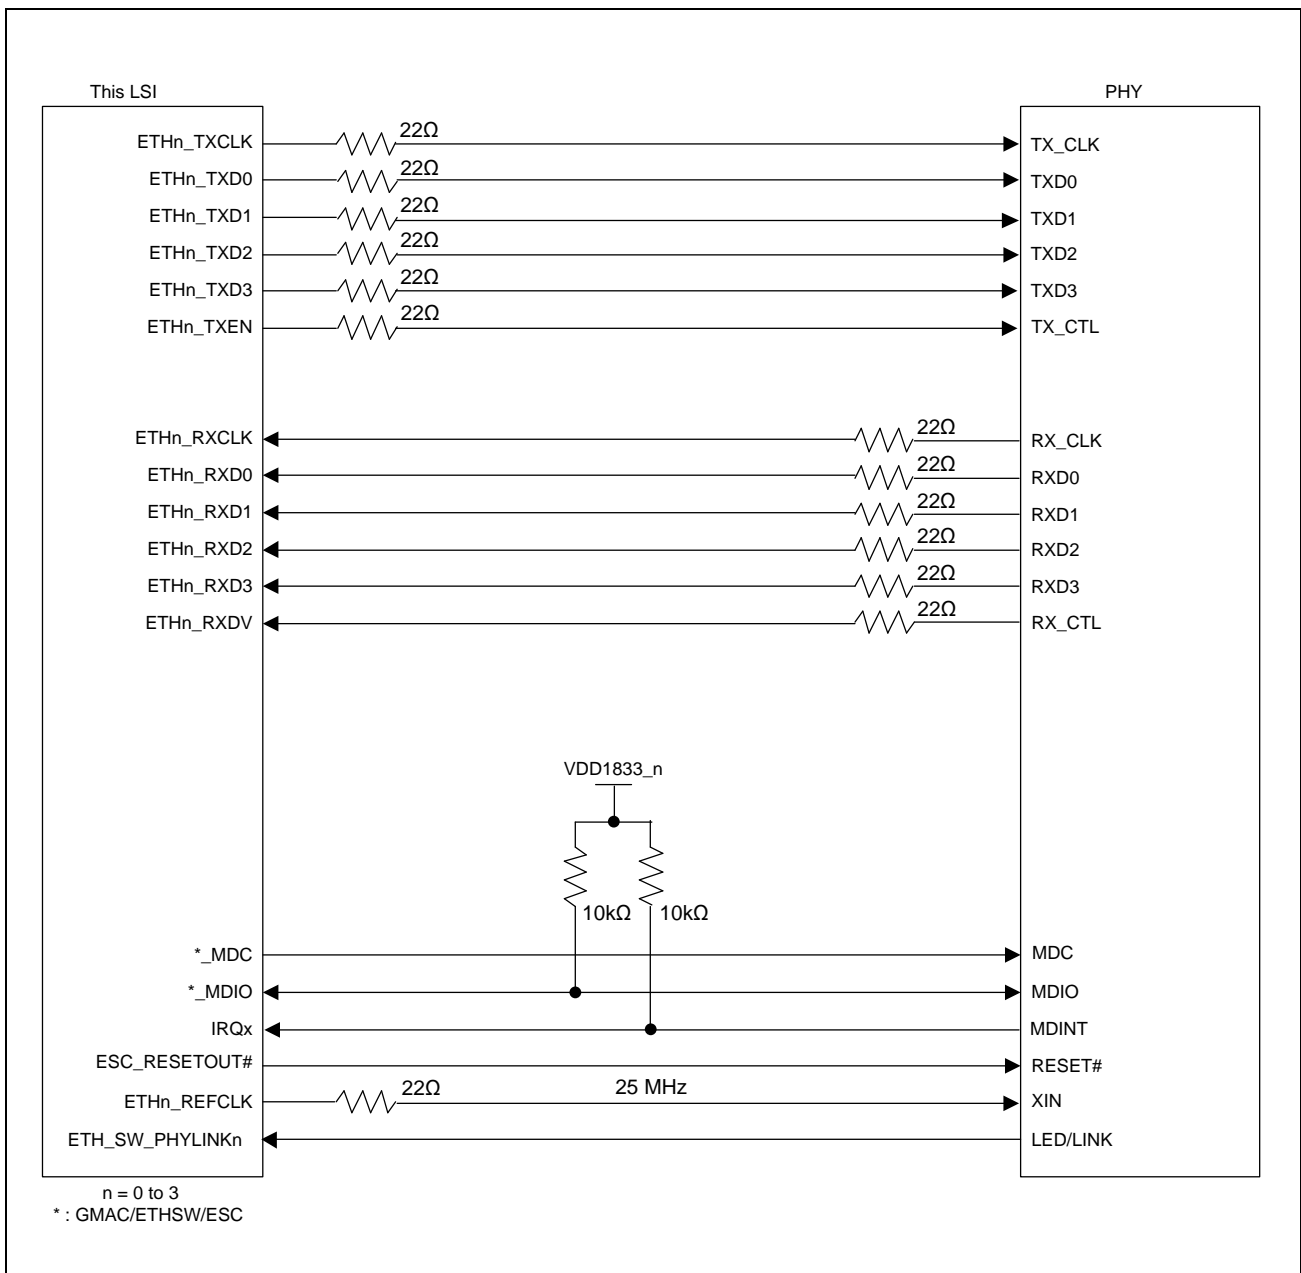 This LSI
PHY
ETHn_TXCLK 22Ω TX_CLK
ETHn_TXD0 22Ω TXD0
ETHn_TXD1 22Ω TXD1
ETHn_TXD2 22Ω TXD2
ETHn_TXD3 22Ω TXD3
ETHn_TXEN 22Ω TX_CTL
ETHn_RXCLK 22Ω RX_CLK
ETHn_RXD0 22Ω RXD0
ETHn_RXD1 22Ω RXD1
ETHn_RXD2 22Ω RXD2
ETHn_RXD3 22Ω RXD3
ETHn_RXDV 22Ω RX_CTL
VDD1833_n
10kΩ 10kΩ
*_MDC MDC
*_MDIO MDIO
IRQx MDINT
ESC_RESETOUT# RESET#
ETHn_REFCLK 22Ω 25 MHz XIN
ETH_SW_PHYLINKn LED/LINK
n = 0 to 3
* : GMAC/ETHSW/ESC